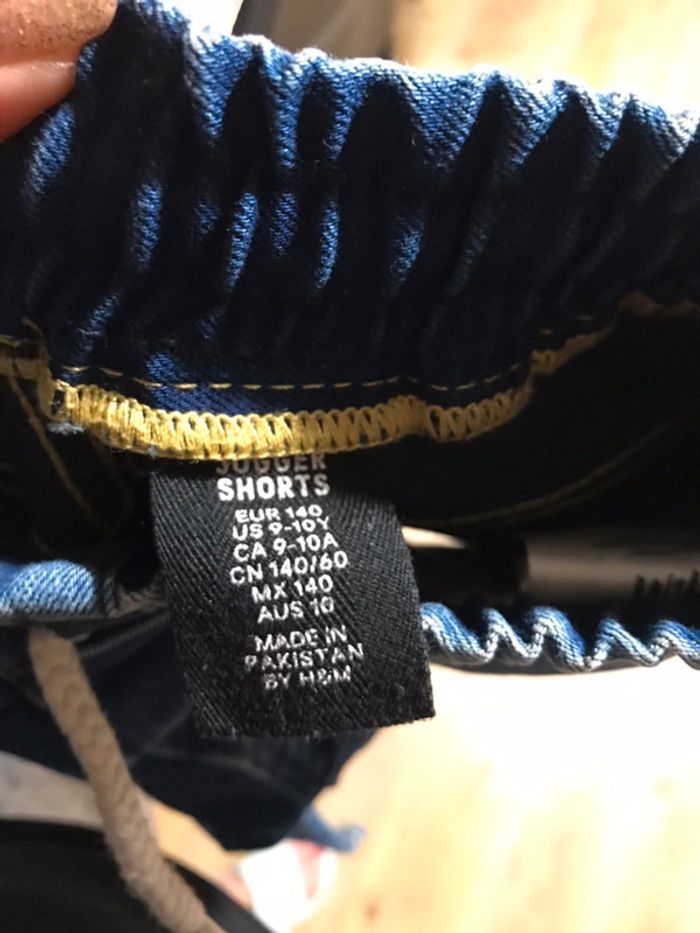 JOGGER
SHORTS
EUR 140
US 9-10Y
CA 9-10A
CN 140/60
MX 140
AUS 10
MADE IN
PAKISTAN
BY H&M